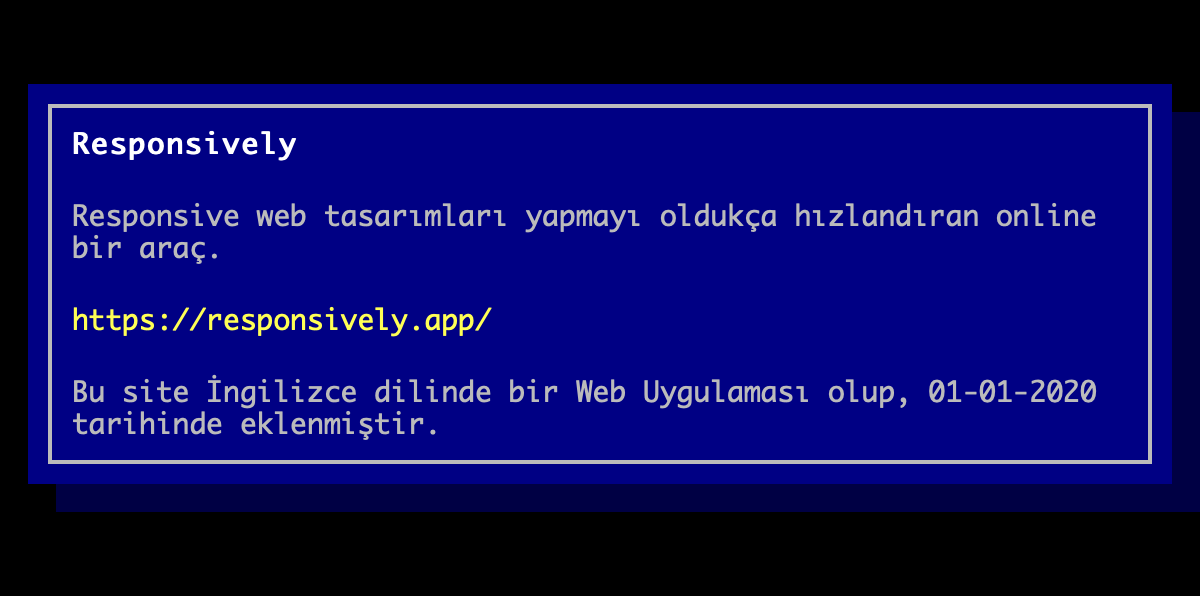 Responsively
Responsive web tasarımları yapmayı oldukça hızlandıran online
bir araç.
https://responsively.app/
Bu site İngilizce dilinde bir Web Uygulaması olup, 01-01-2020
tarihinde eklenmiştir.